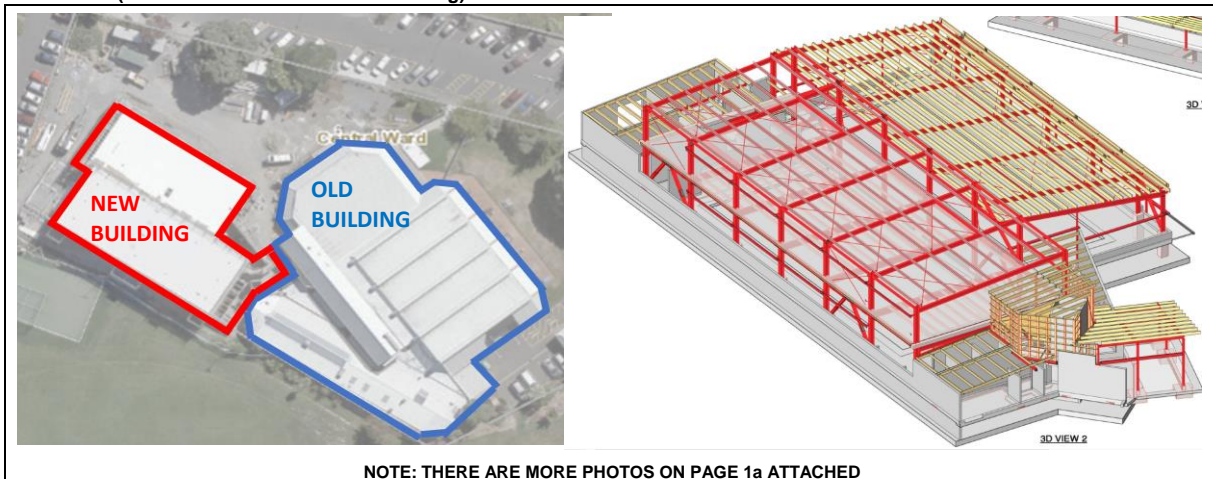 NEW
BUILDING
OLD
BUILDING
Central Ward
3D VIEW 2
NOTE: THERE ARE MORE PHOTOS ON PAGE 1a ATTACHED